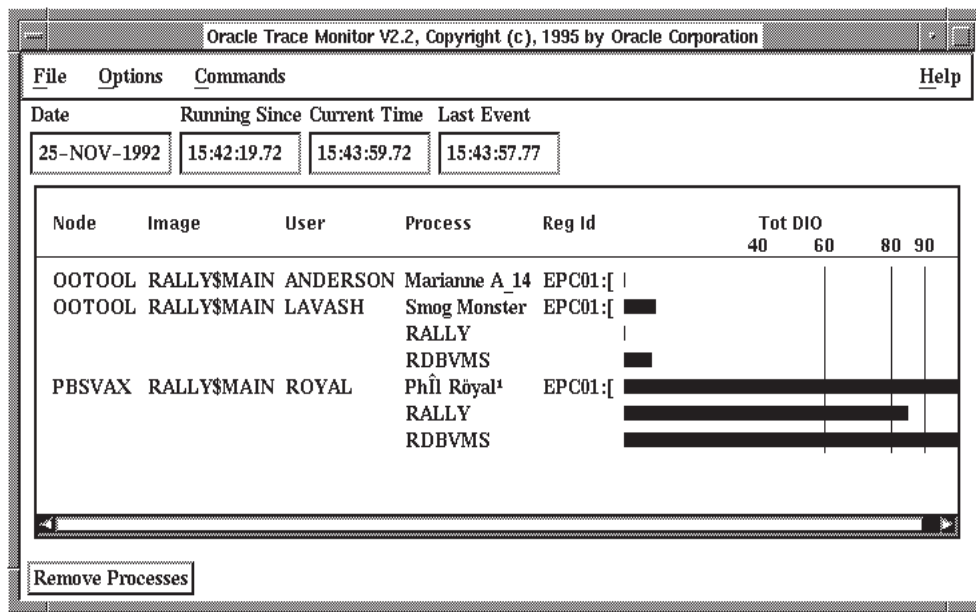 Oracle Trace Monitor V2.2, Copyright (c), 1995 by Oracle Corporation
File Options Commands Help
Date Running Since Current Time Last Event
25-NOV-1992 15:42:19.72 15:43:59.72 15:43:57.77
Node Image User Process Reg Id Tot DIO
40 60 80 90
OOTOOL RALLY$MAIN ANDERSON Marianne A_14 EPC01:[
OOTOOL RALLY$MAIN LAVASH Smog Monster EPC01:[
RALLY
RDBVMS
PBSVAX RALLY$MAIN ROYAL PhÎl Röyal¹ EPC01:[
RALLY
RDBVMS
Remove Processes